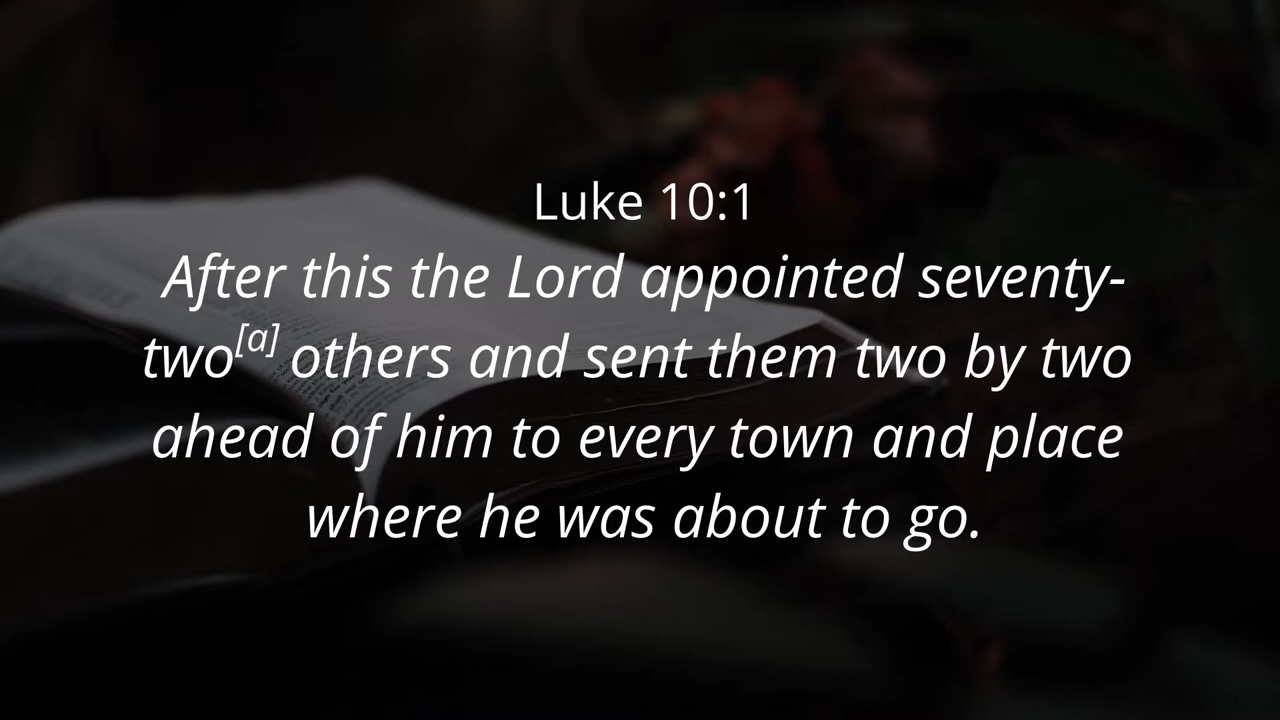 Luke 10:1
After this the Lord appointed seventy-
two[a] others and sent them two by two
ahead of him to every town and place
where he was about to go.